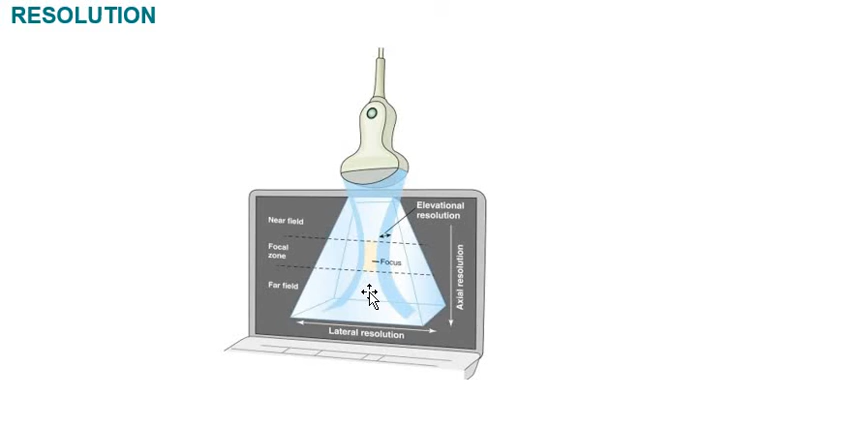 RESOLUTION
Elevational
resolution
Near field
Focal
zone
Focus
Far field
Axial resolution
Lateral resolution